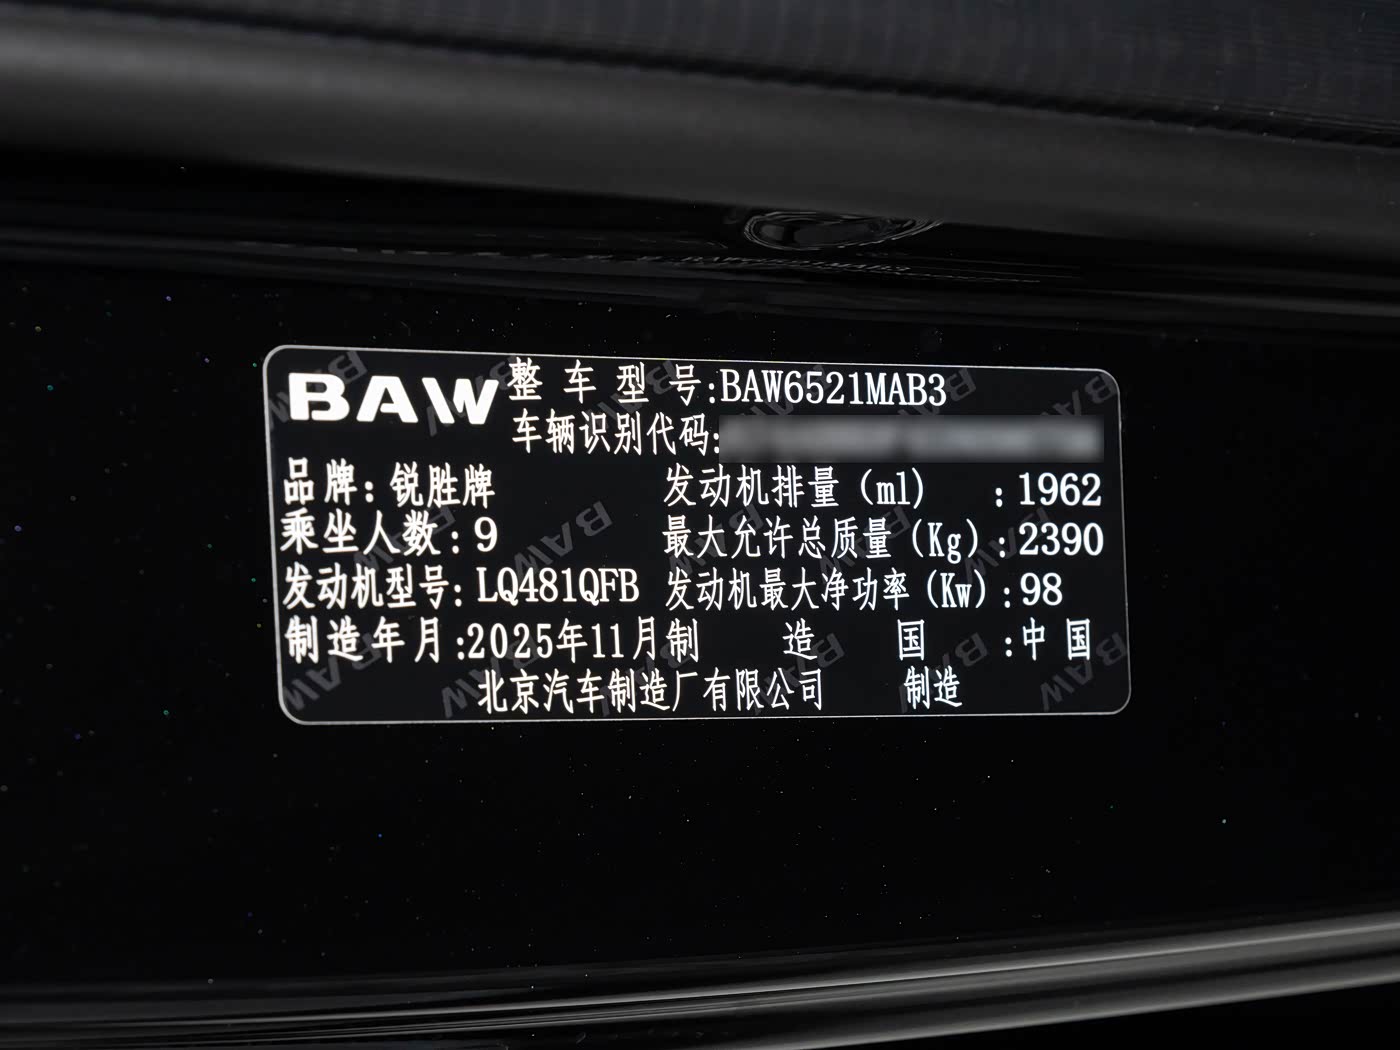 BAW 整车型号:BAW6521MAB3
车辆识别代码:
品牌:锐胜牌 发动机排量(ml) :1962
乘坐人数:9 最大允许总质量(Kg):2390
发动机型号:LQ481QFB 发动机最大净功率(Kw):98
制造年月:2025年11月 制造国:中国
北京汽车制造厂有限公司 制造